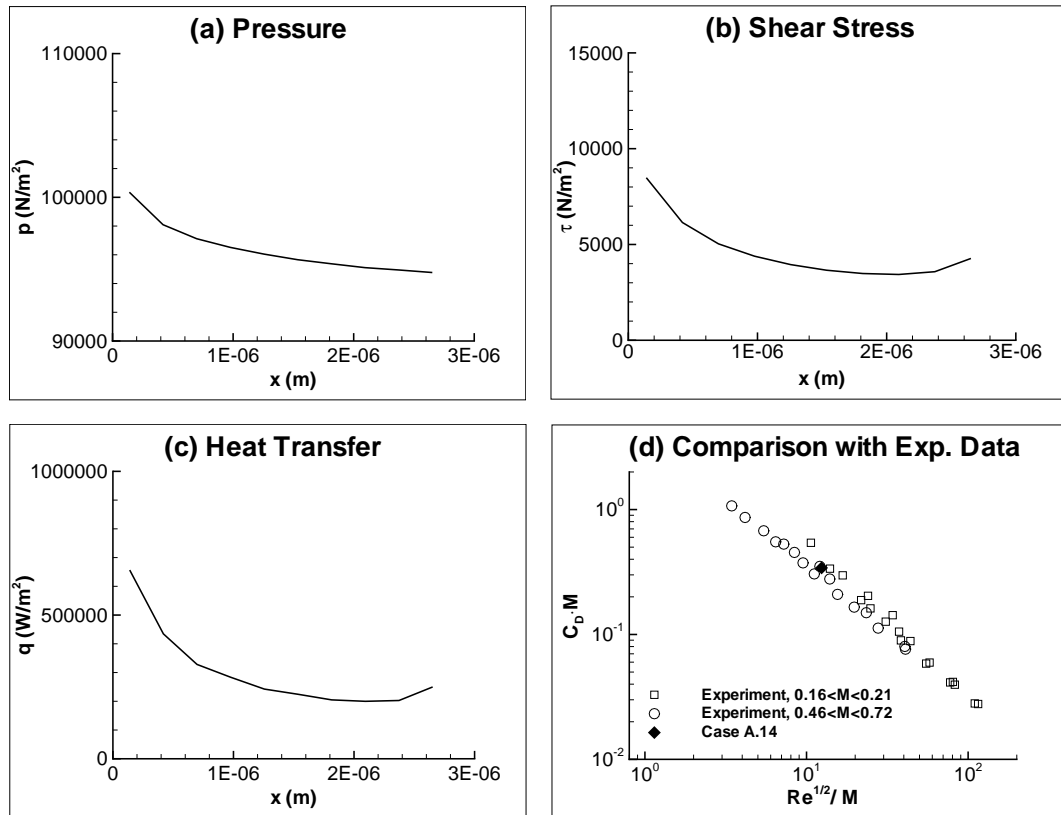 (a) Pressure
110000
100000
90000
p (N/m²)
0
1E-06
2E-06
3E-06
x (m)
(b) Shear Stress
15000
10000
5000
0
τ (N/m²)
0
1E-06
2E-06
3E-06
x (m)
(c) Heat Transfer
1000000
500000
0
q (W/m²)
0
1E-06
2E-06
3E-06
x (m)
(d) Comparison with Exp. Data
10⁰
10⁻¹
10⁻²
C_D·M
Experiment, 0.16<M<0.21
Experiment, 0.46<M<0.72
Case A.14
10⁰
10¹
10²
Re^1/2/ M